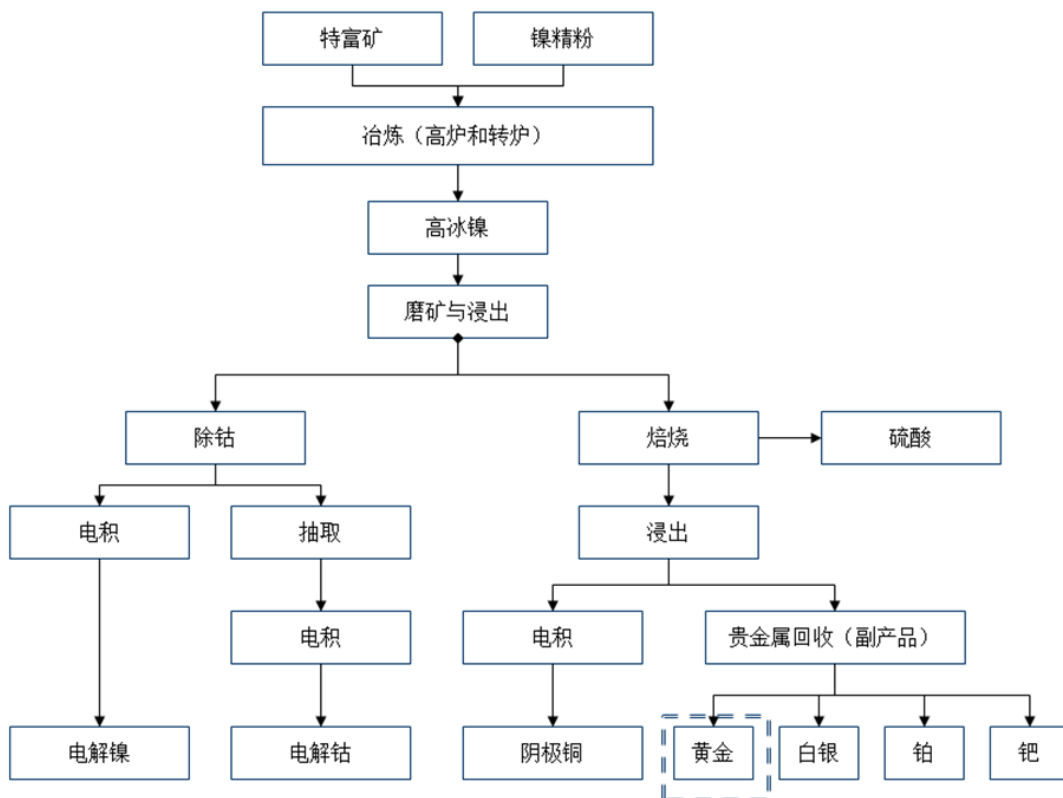 特富矿
镍精粉
冶炼（高炉和转炉）
高冰镍
磨矿与浸出
除钴
焙烧
硫酸
电积
抽取
浸出
电积
电积
贵金属回收（副产品）
电解镍
电解钴
阴极铜
黄金
白银
铂
钯